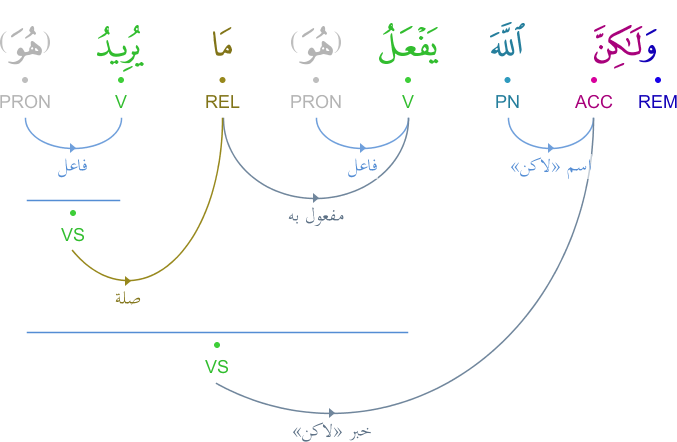 وَلَـٰكِنَّ ٱللَّهَ يَفْعَلُ (هُوَ) مَا يُرِيدُ (هُوَ)
REM ACC PN V PRON REL V PRON
اسم «لاكن» فاعل فاعل
مفعول به
VS
صلة
VS
خبر «لاكن»